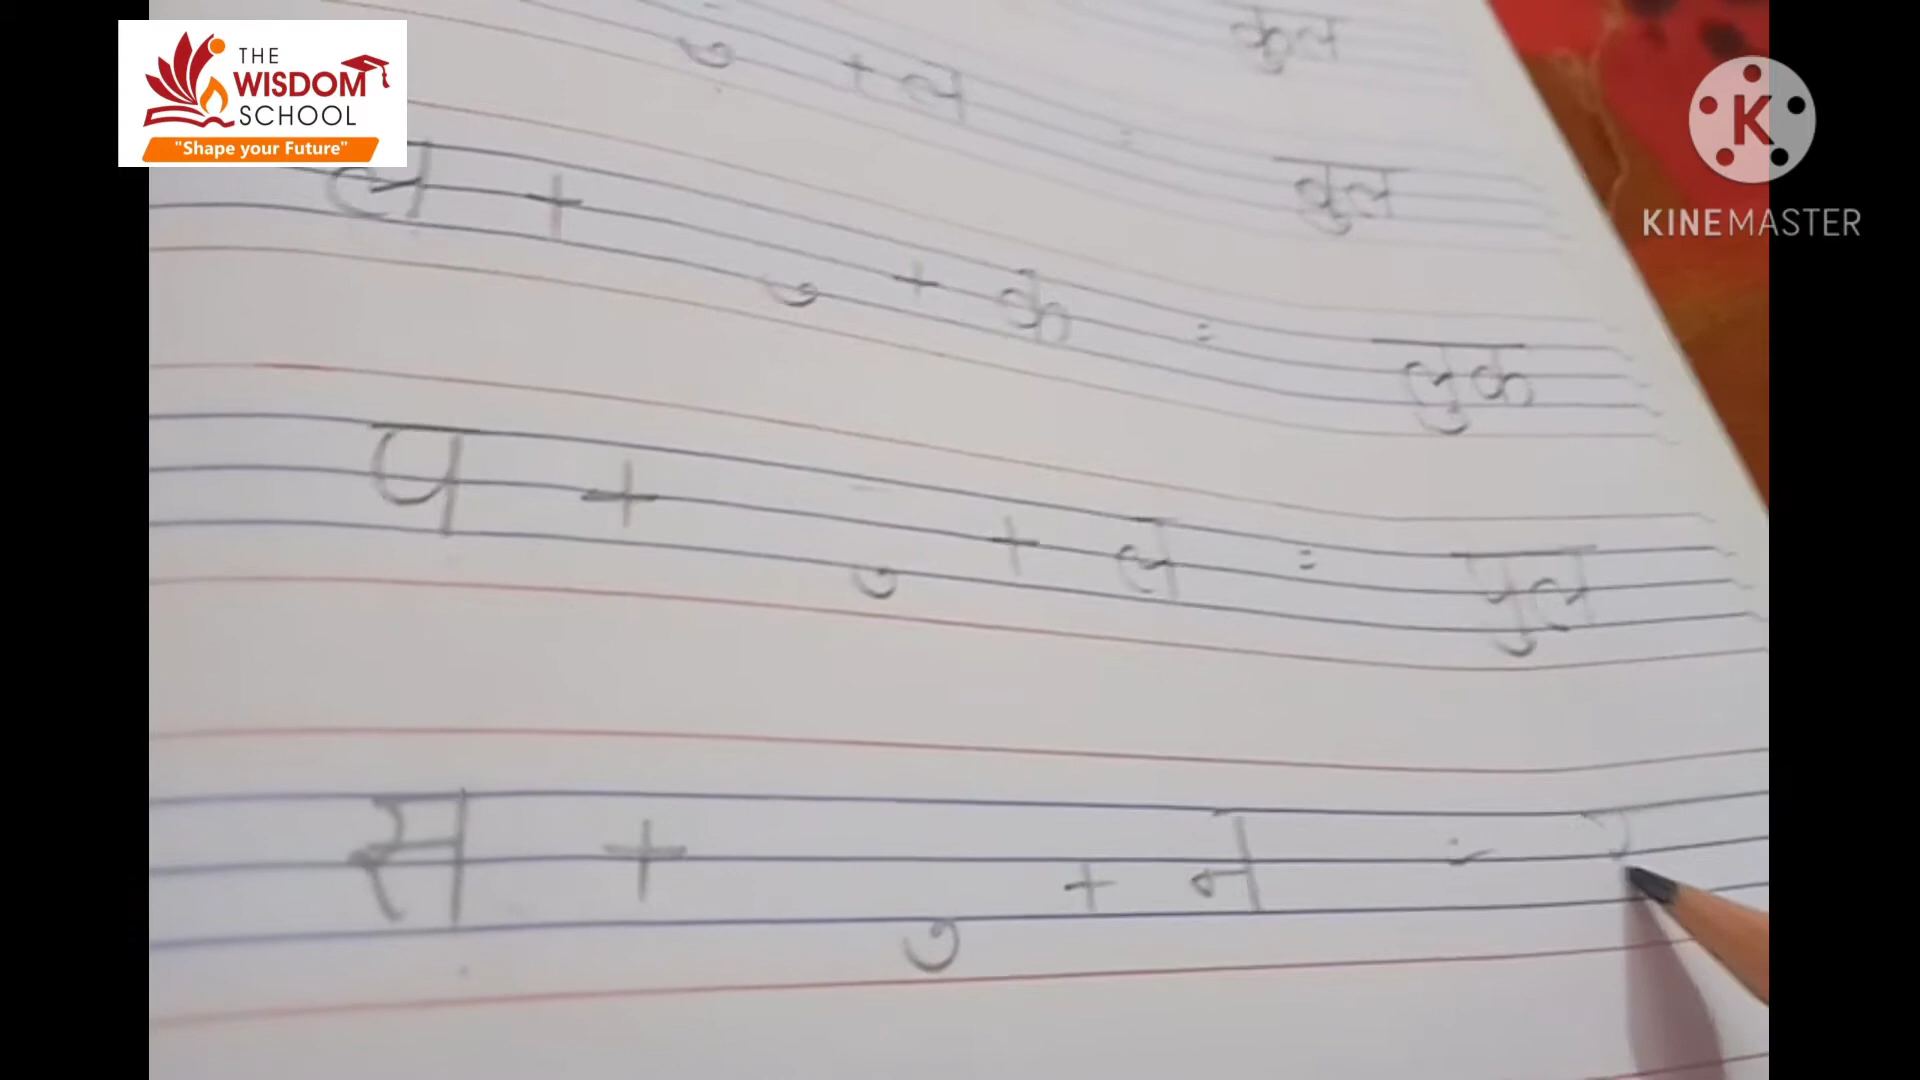 THE
WISDOM
SCHOOL
"Shape your Future"
K
KINEMASTER
कुल
ु + ल = चुल
ल + ु + क = लुक
प + ु + ल = पुल
स + ु + न =